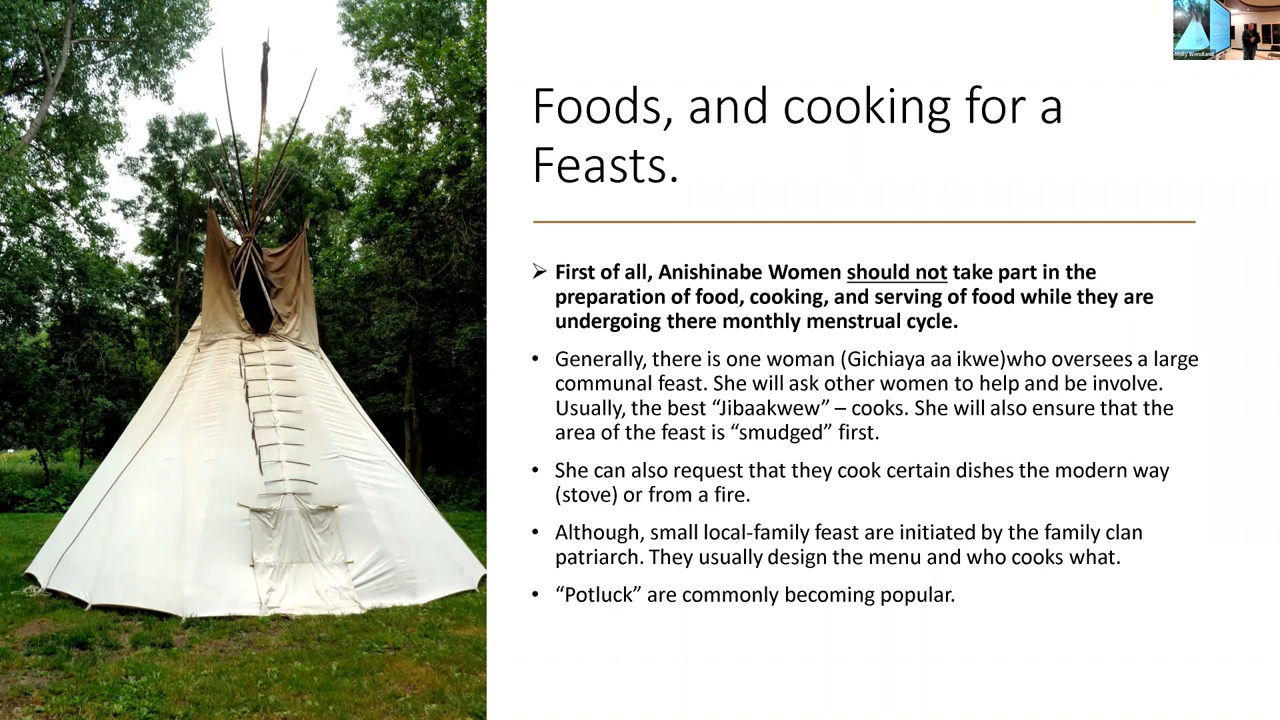 Foods, and cooking for a
Feasts.
➢ First of all, Anishinabe Women should not take part in the
preparation of food, cooking, and serving of food while they are
undergoing there monthly menstrual cycle.
• Generally, there is one woman (Gichiaya aa ikwe)who oversees a large
communal feast. She will ask other women to help and be involve.
Usually, the best “Jibaakwew” – cooks. She will also ensure that the
area of the feast is “smudged” first.
• She can also request that they cook certain dishes the modern way
(stove) or from a fire.
• Although, small local-family feast are initiated by the family clan
patriarch. They usually design the menu and who cooks what.
• “Potluck” are commonly becoming popular.
Molly Wendland